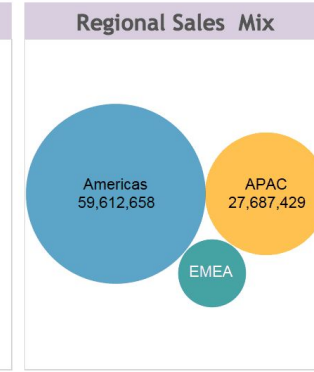 Regional Sales Mix
Americas
59,612,658
APAC
27,687,429
EMEA